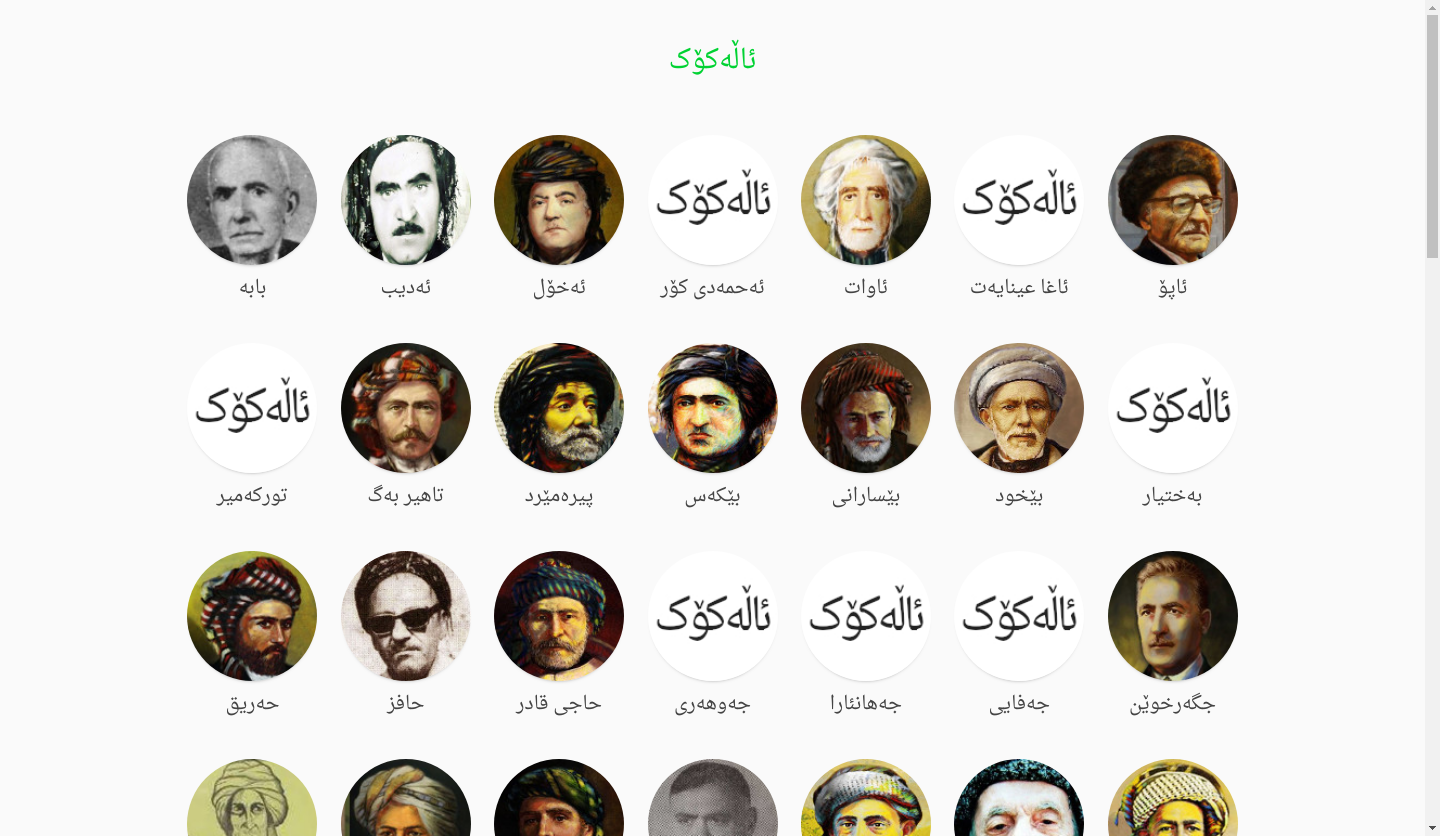 ئاڵەکۆک
ئاڵەکۆک ئاڵەکۆک
ئاپۆ ئاغا عینایەت ئاوات ئەحمەدی کۆر ئەخۆل ئەدیب بابە
ئاڵەکۆک ئاڵەکۆک
بەختیار بێخود بێسارانی بێکەس پیرەمێرد تاهیر بەگ تورکەمیر
ئاڵەکۆک ئاڵەکۆک ئاڵەکۆک
جگەرخوێن جەفایی جەهانئارا جەوهەری حاجی قادر حافز حەریق